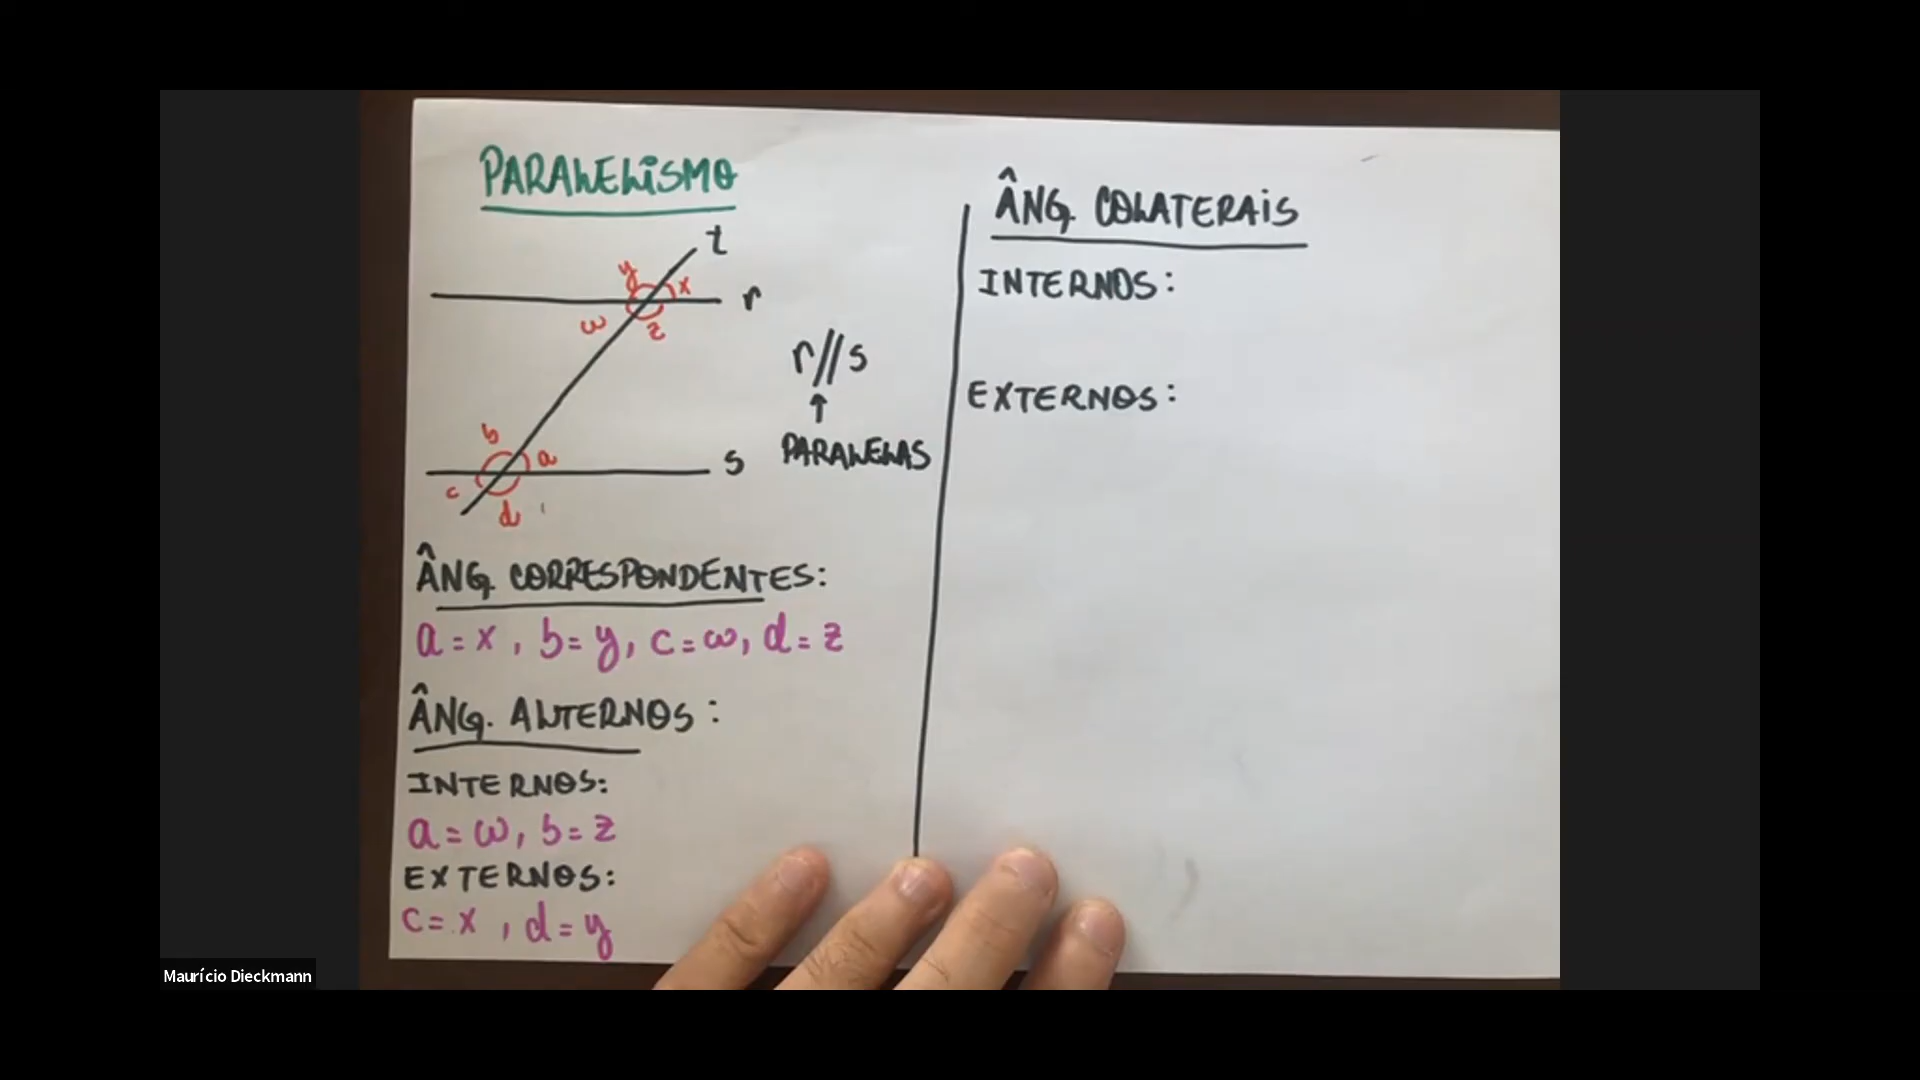 PARALELISMO
t
y x
r
w z
r//s
↑
PARALELAS
b
a
s
c
d
ÂNG. CORRESPONDENTES:
a = x , b = y, c = w, d = z
ÂNG. ALTERNOS:
INTERNOS:
a = w, b = z
EXTERNOS:
c = x , d = y
ÂNG. COLATERAIS
INTERNOS:
EXTERNOS:
Maurício Dieckmann